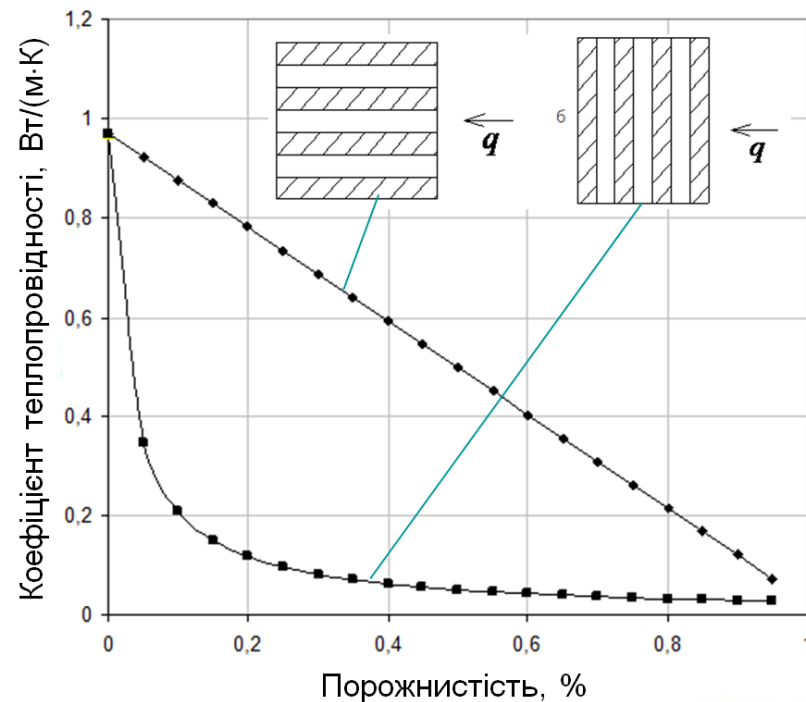 Коефіцієнт теплопровідності, Вт/(м·К)
1,2
1
0,8
0,6
0,4
0,2
0
q
б
q
0
0,2
0,4
0,6
0,8
1
Порожнистість, %